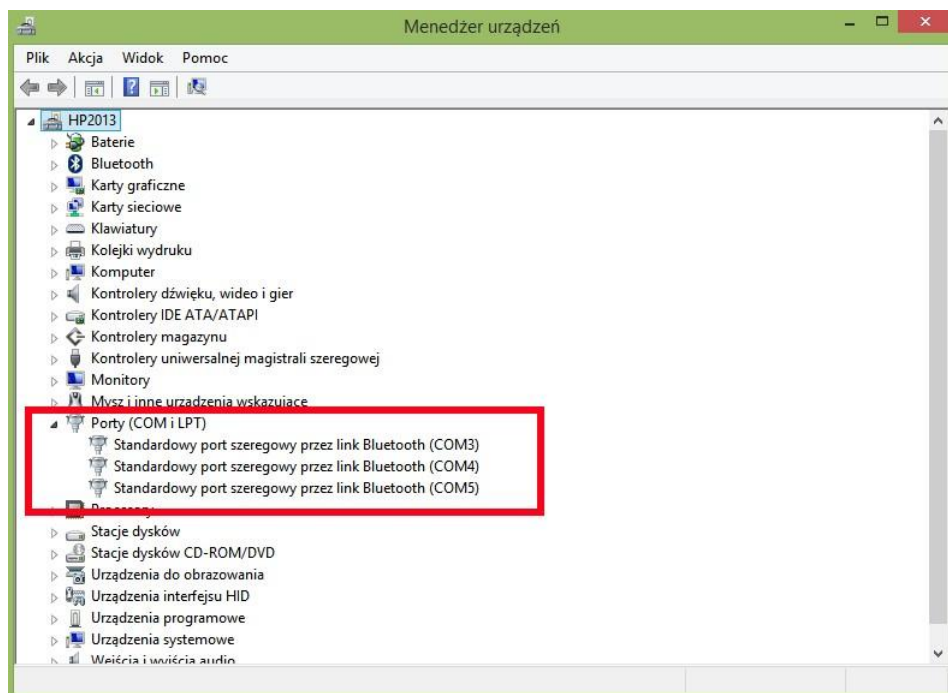 Menedżer urządzeń
Plik Akcja Widok Pomoc
HP2013
Baterie
Bluetooth
Karty graficzne
Karty sieciowe
Klawiatury
Kolejki wydruku
Komputer
Kontrolery dźwięku, wideo i gier
Kontrolery IDE ATA/ATAPI
Kontrolery magazynu
Kontrolery uniwersalnej magistrali szeregowej
Monitory
Mysz i inne urządzenia wskazujące
Porty (COM i LPT)
Standardowy port szeregowy przez link Bluetooth (COM3)
Standardowy port szeregowy przez link Bluetooth (COM4)
Standardowy port szeregowy przez link Bluetooth (COM5)
Stacje dysków
Stacje dysków CD-ROM/DVD
Urządzenia do obrazowania
Urządzenia interfejsu HID
Urządzenia programowe
Urządzenia systemowe
Wejścia i wyjścia audio